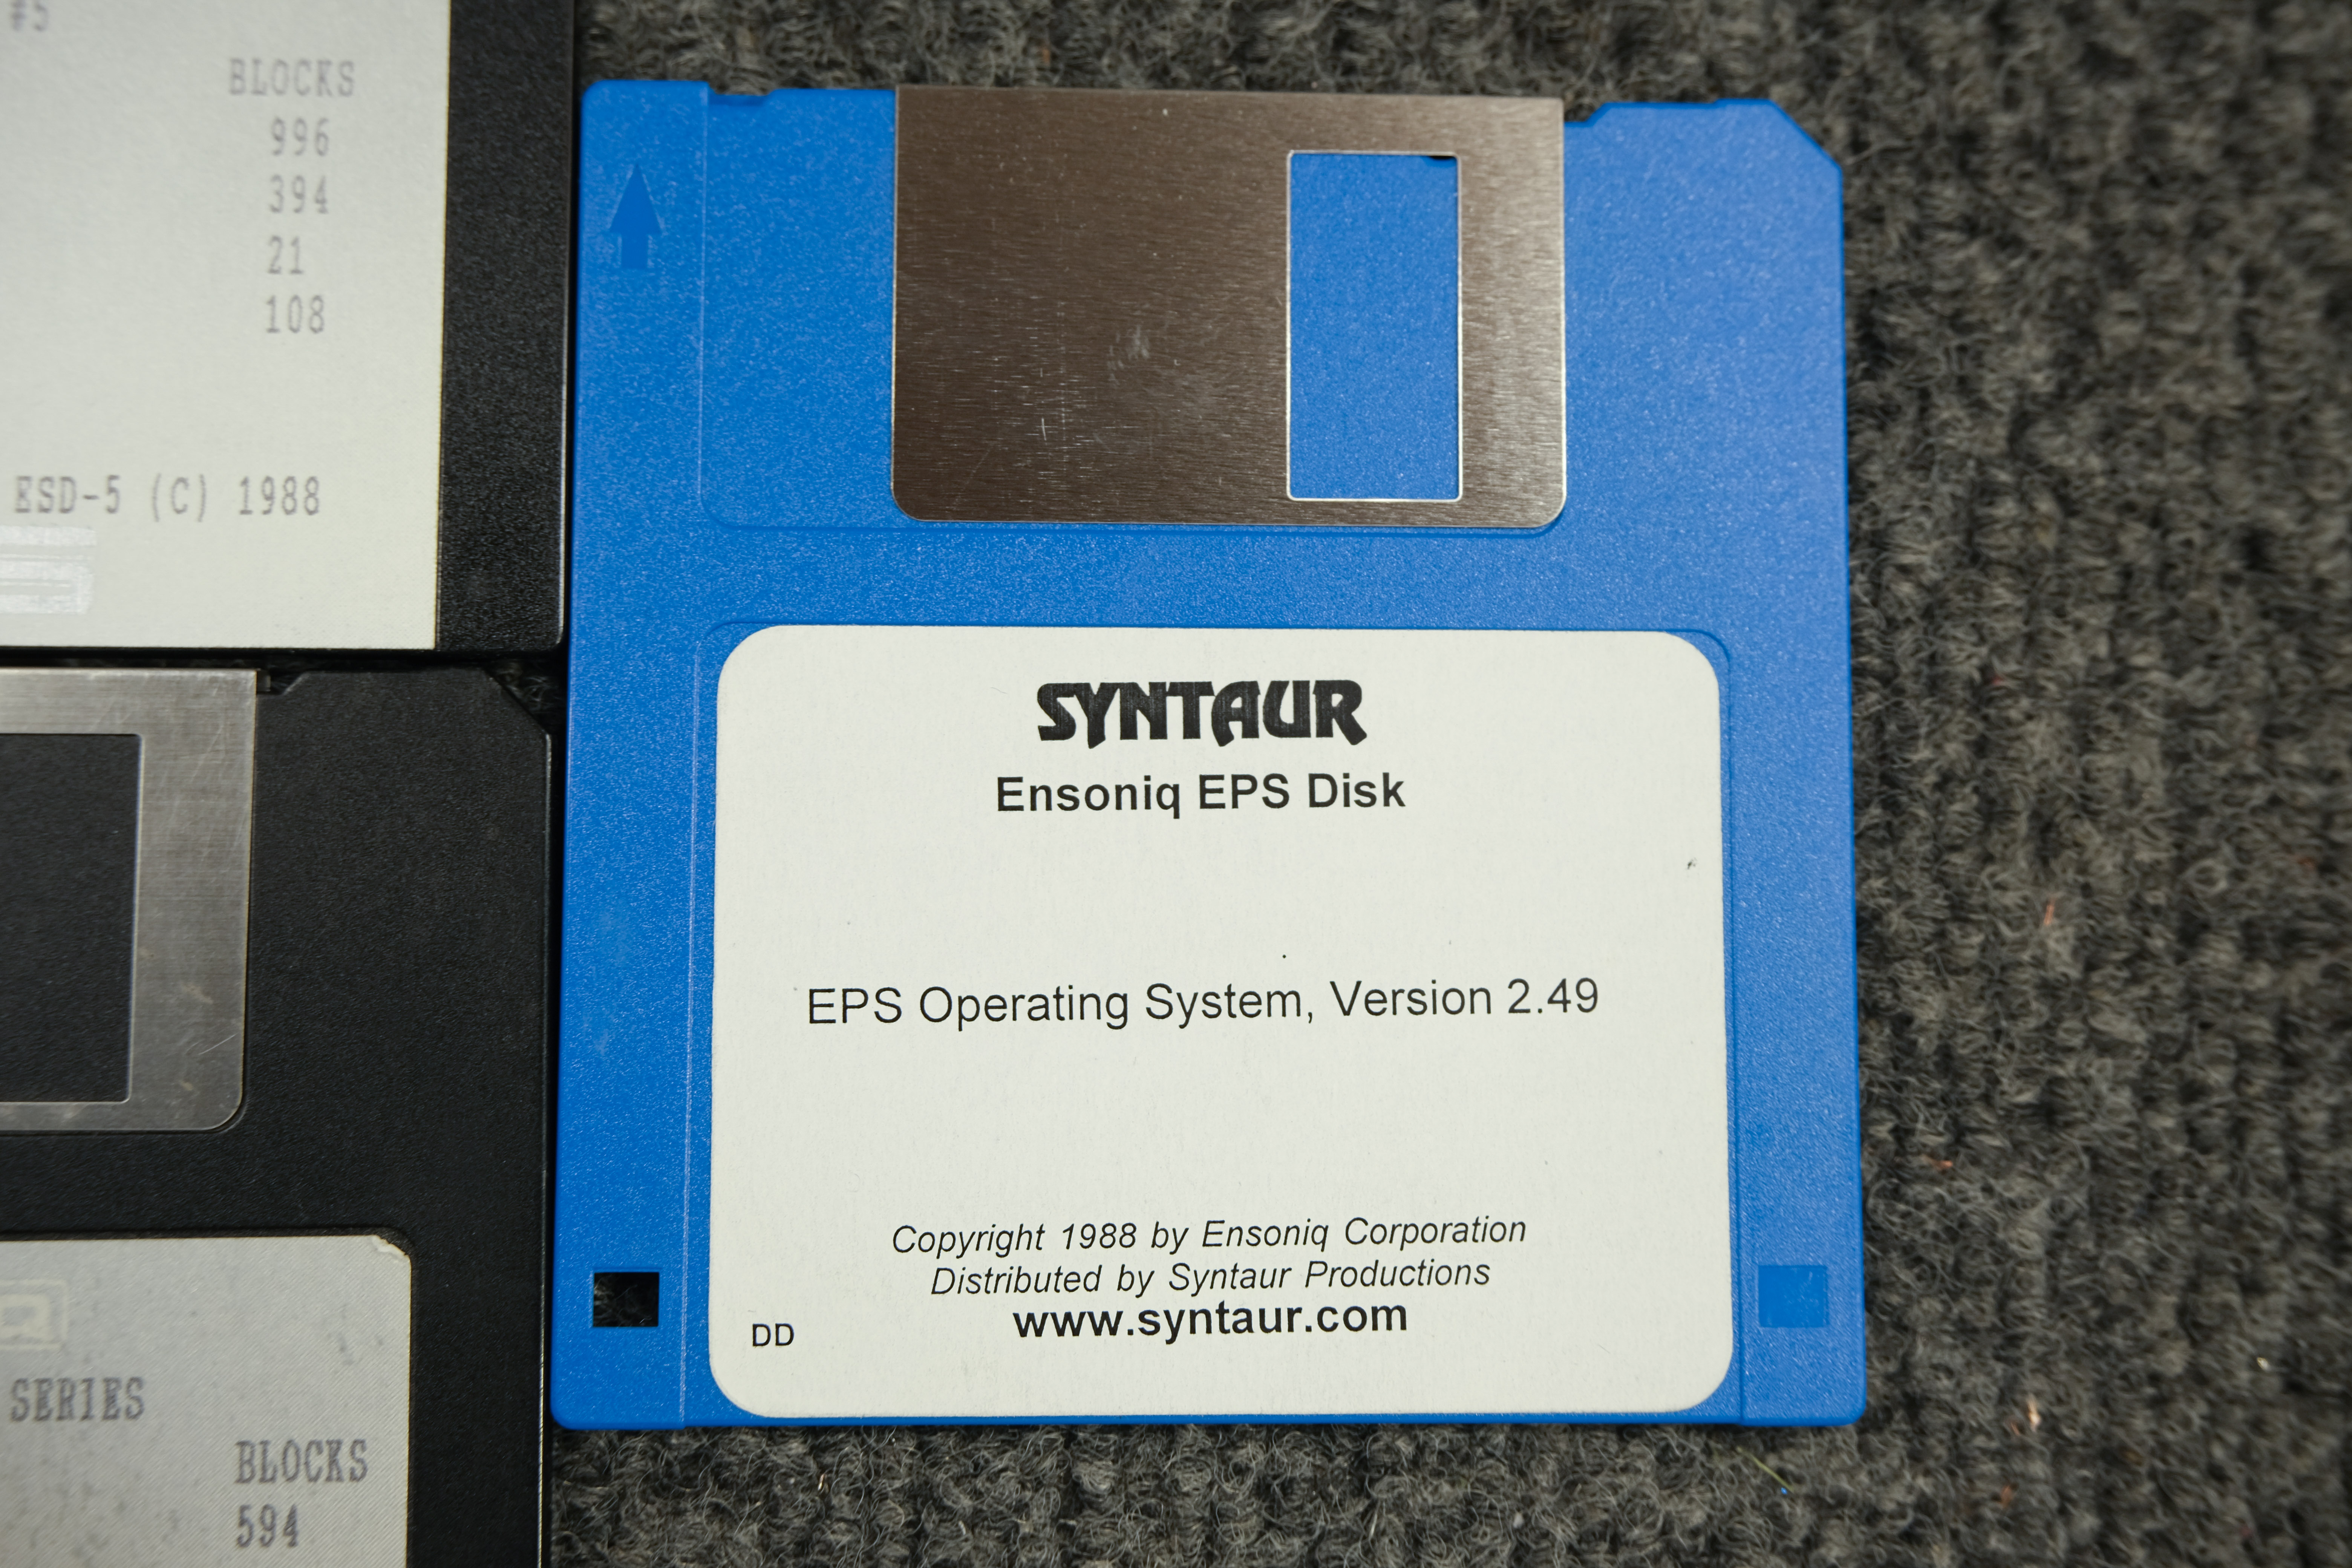 #5
BLOCKS
996
394
21
108
ESD-5 (C) 1988
SERIES
BLOCKS
594
SYNTAUR
Ensoniq EPS Disk
EPS Operating System, Version 2.49
Copyright 1988 by Ensoniq Corporation
Distributed by Syntaur Productions
www.syntaur.com
DD